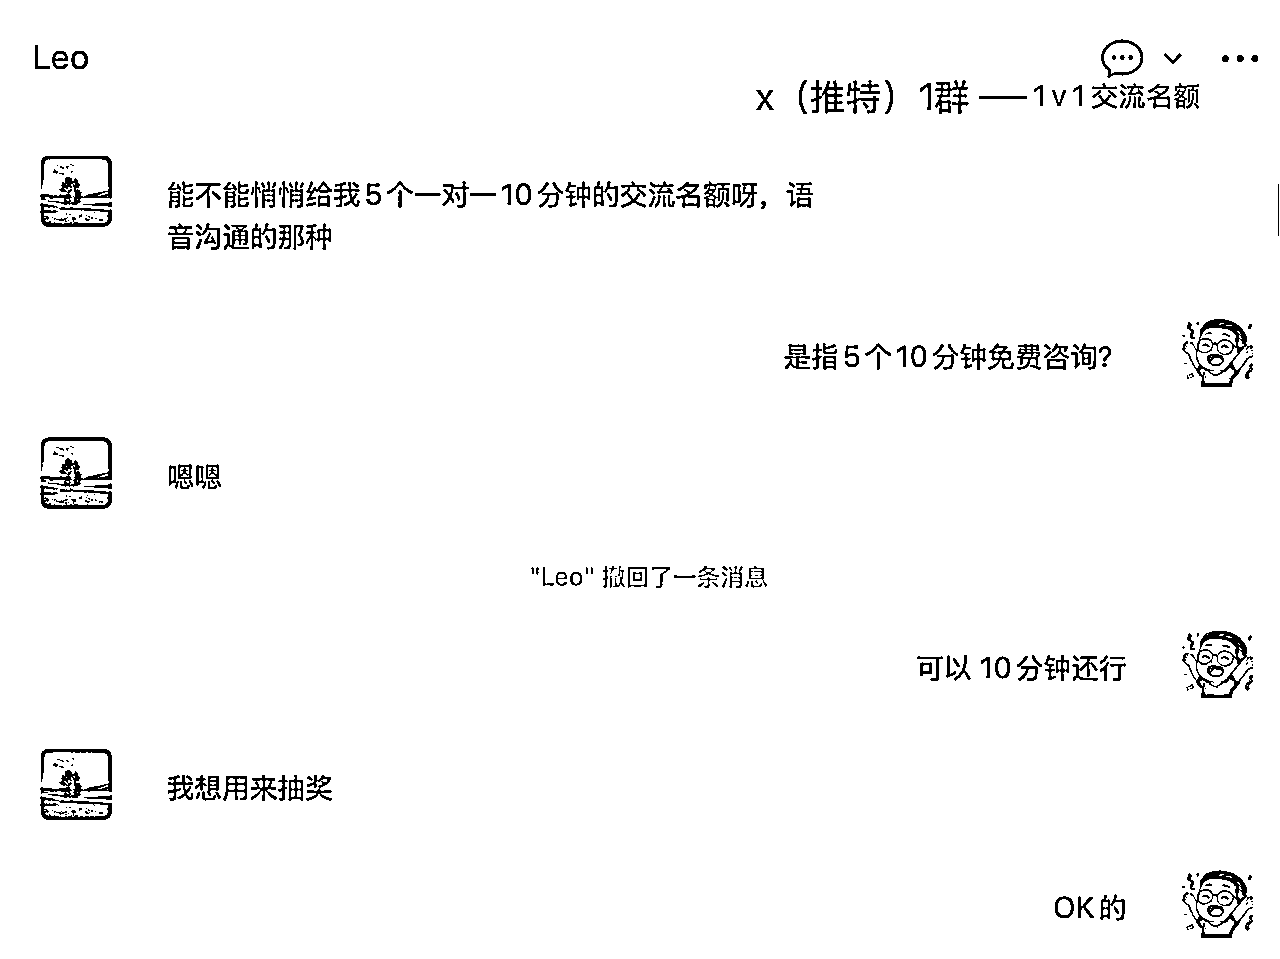 Leo
x（推特）1群 ——1v1交流名额
能不能悄悄给我5个一对一10分钟的交流名额呀，语
音沟通的那种
是指5个10分钟免费咨询？
嗯嗯
"Leo" 撤回了一条消息
可以 10分钟还行
我想用来抽奖
OK的